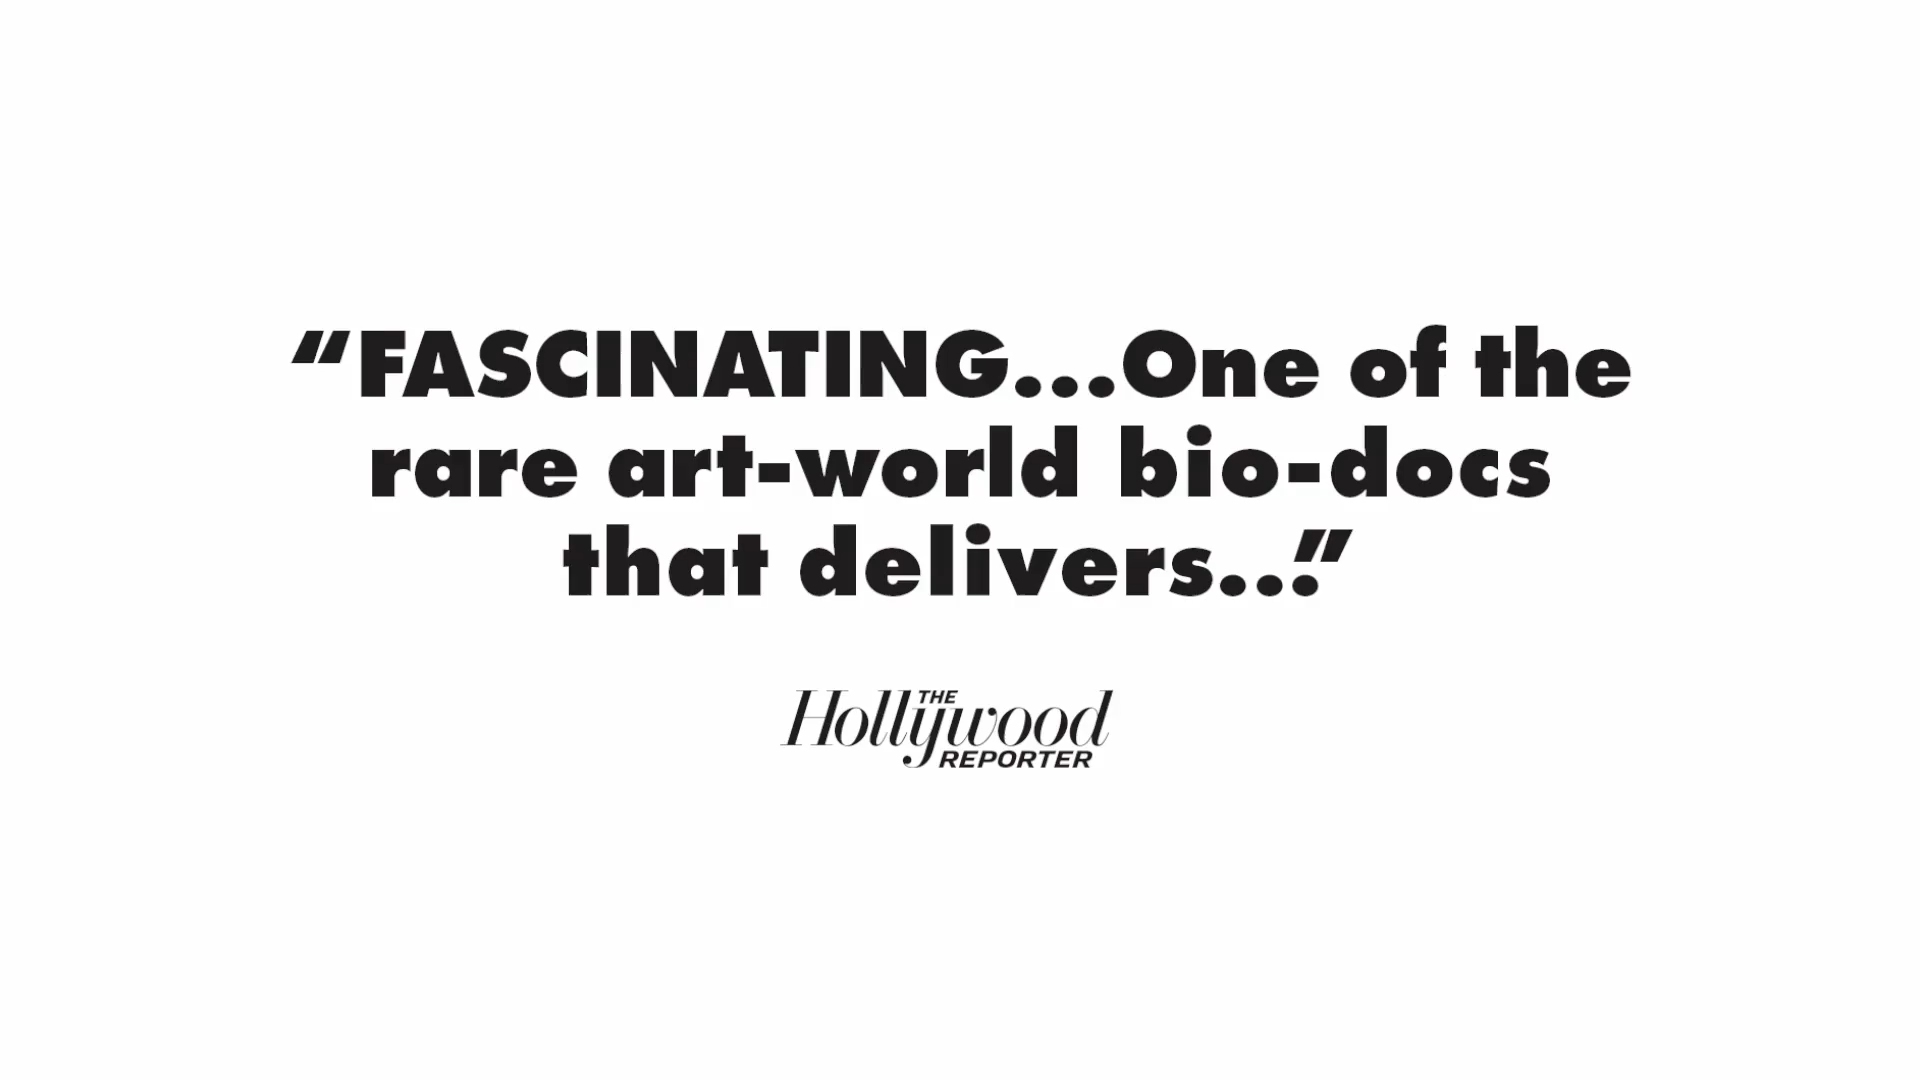 “FASCINATING...One of the
rare art-world bio-docs
that delivers...”
THE
Hollywood
REPORTER